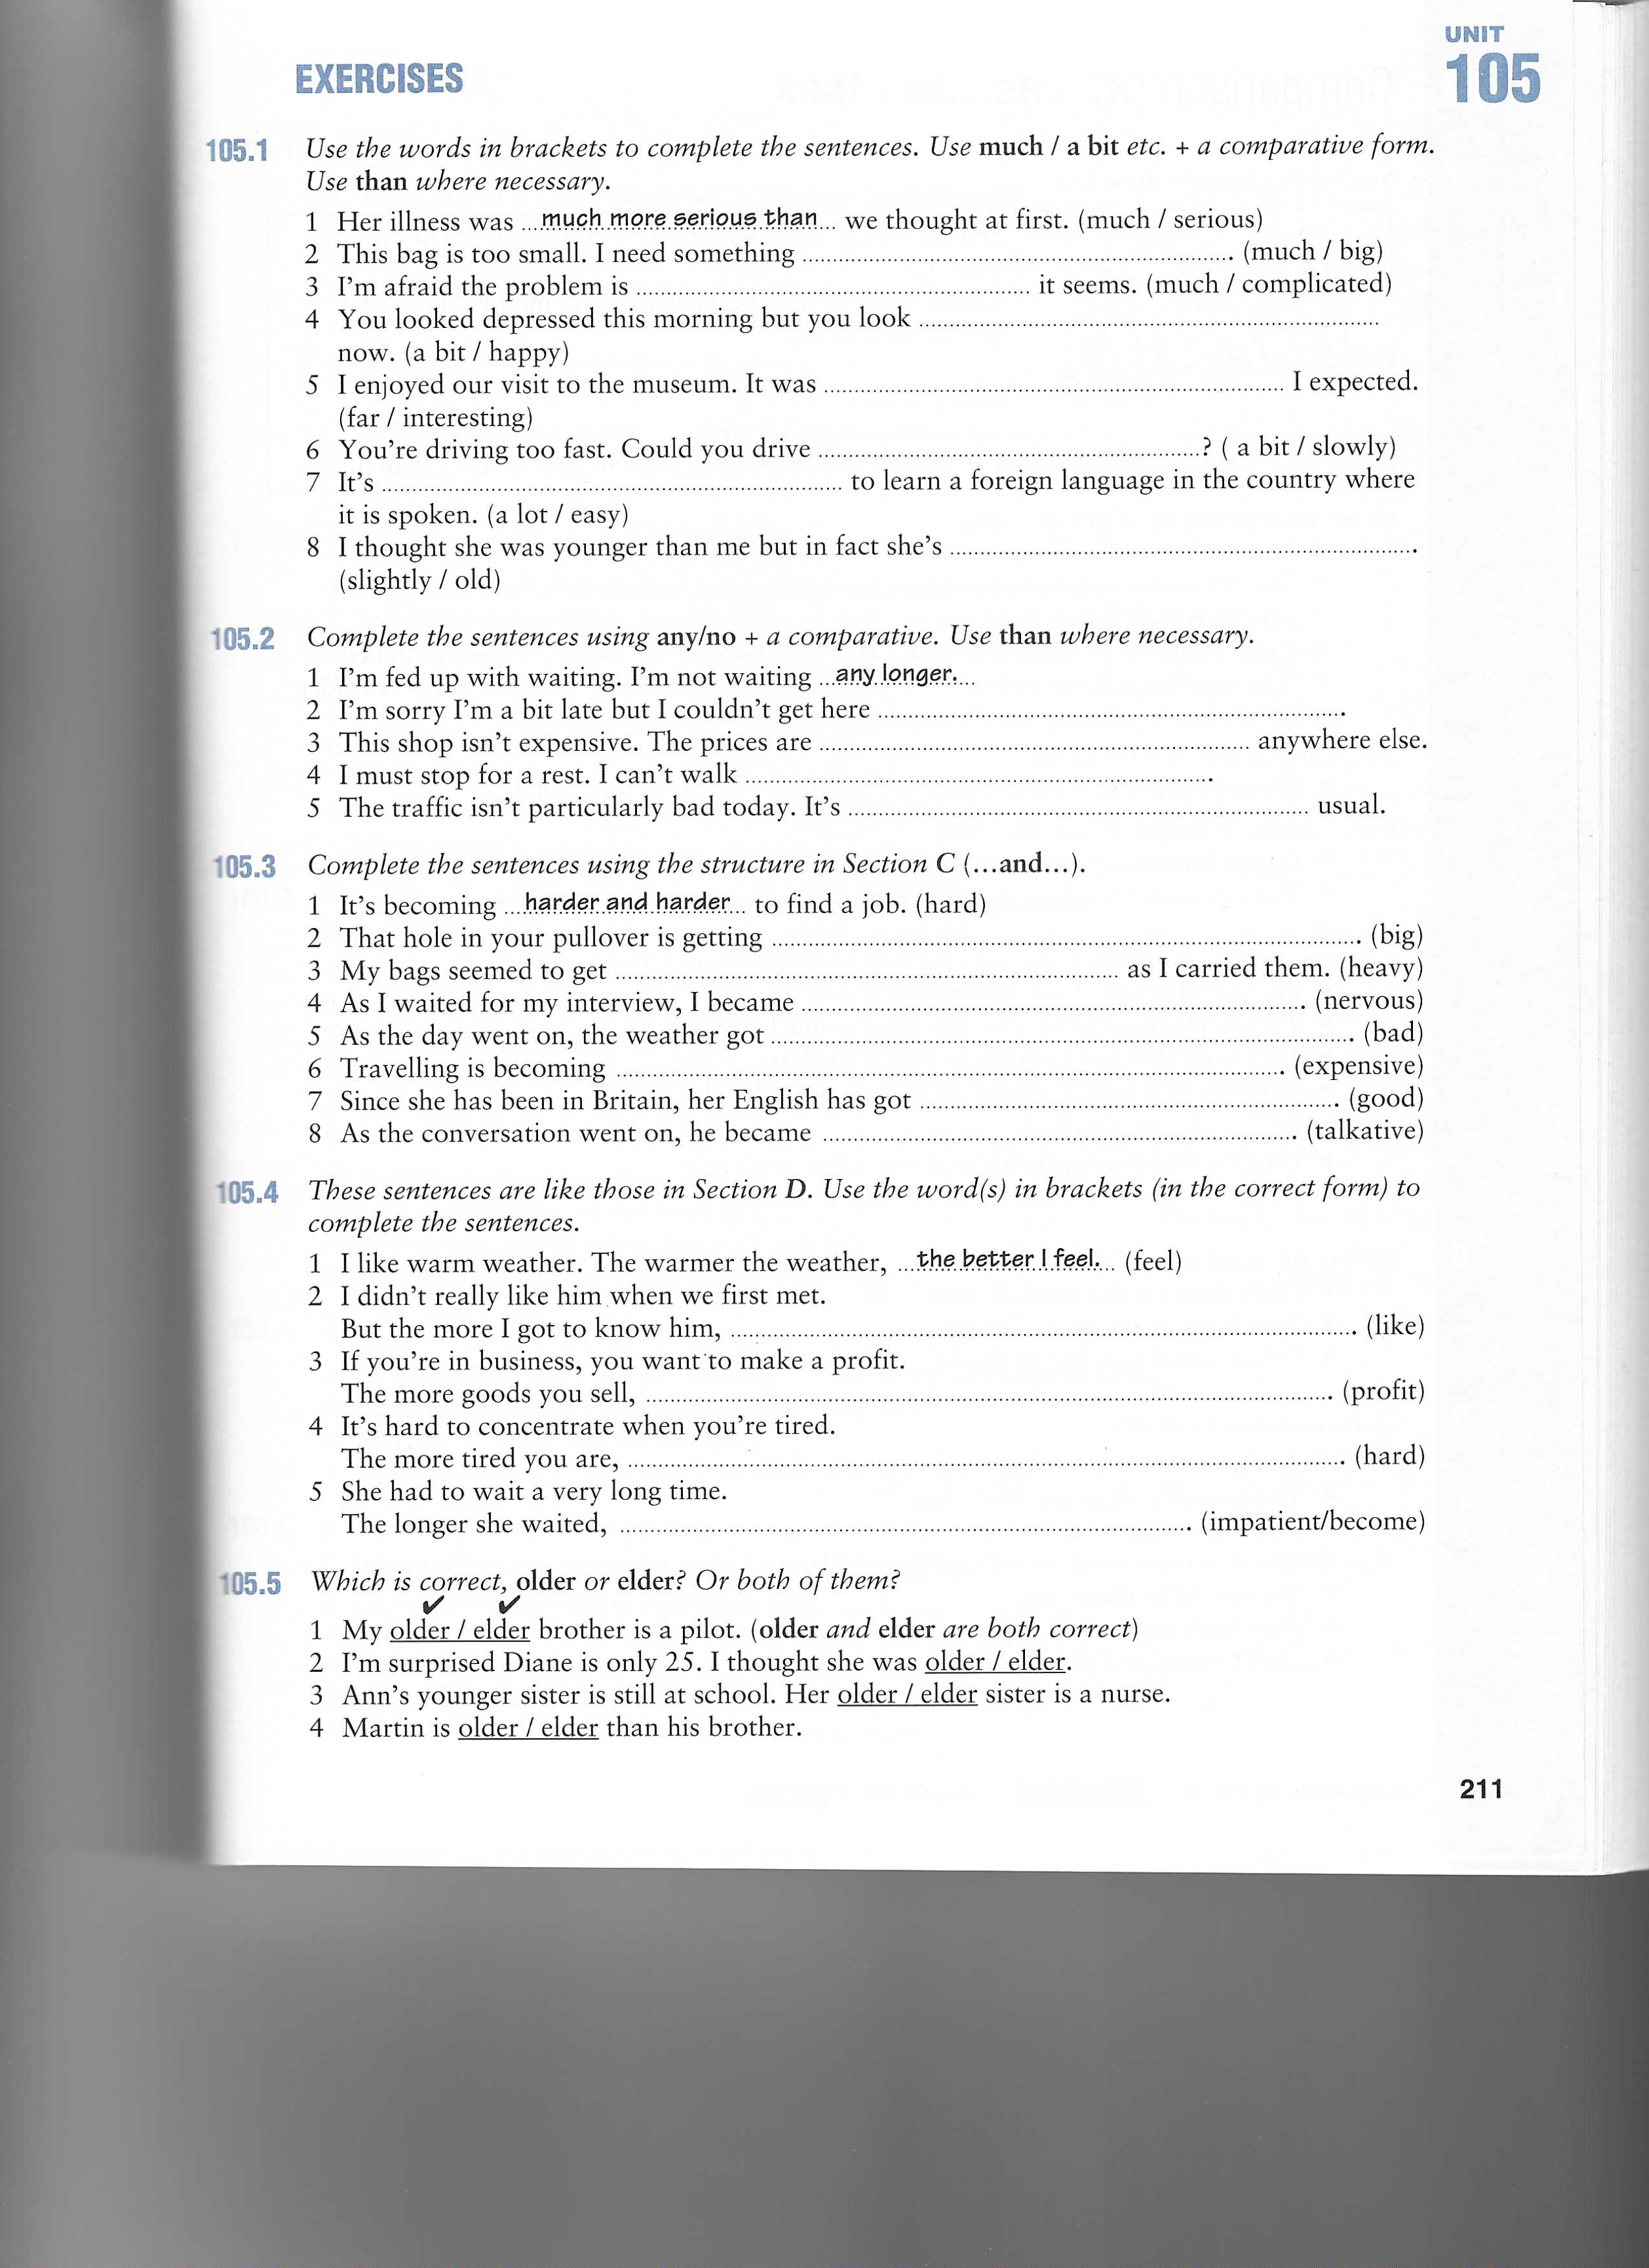 UNIT
105
EXERCISES
105.1 Use the words in brackets to complete the sentences. Use much / a bit etc. + a comparative form.
Use than where necessary.
1 Her illness was ...much more serious than... we thought at first. (much / serious)
2 This bag is too small. I need something .............................. . (much / big)
3 I'm afraid the problem is .............................. it seems. (much / complicated)
4 You looked depressed this morning but you look ..............................
now. (a bit / happy)
5 I enjoyed our visit to the museum. It was .............................. I expected.
(far / interesting)
6 You're driving too fast. Could you drive ..............................? ( a bit / slowly)
7 It's .............................. to learn a foreign language in the country where
it is spoken. (a lot / easy)
8 I thought she was younger than me but in fact she's .............................. .
(slightly / old)
105.2 Complete the sentences using any/no + a comparative. Use than where necessary.
1 I'm fed up with waiting. I'm not waiting ...any longer....
2 I'm sorry I'm a bit late but I couldn't get here .............................. .
3 This shop isn't expensive. The prices are .............................. anywhere else.
4 I must stop for a rest. I can't walk .............................. .
5 The traffic isn't particularly bad today. It's .............................. usual.
105.3 Complete the sentences using the structure in Section C (...and...).
1 It's becoming ...harder and harder... to find a job. (hard)
2 That hole in your pullover is getting .............................. . (big)
3 My bags seemed to get .............................. as I carried them. (heavy)
4 As I waited for my interview, I became .............................. . (nervous)
5 As the day went on, the weather got .............................. . (bad)
6 Travelling is becoming .............................. . (expensive)
7 Since she has been in Britain, her English has got .............................. . (good)
8 As the conversation went on, he became .............................. . (talkative)
105.4 These sentences are like those in Section D. Use the word(s) in brackets (in the correct form) to
complete the sentences.
1 I like warm weather. The warmer the weather, ...the better I feel.... (feel)
2 I didn't really like him when we first met.
But the more I got to know him, .............................. . (like)
3 If you're in business, you want to make a profit.
The more goods you sell, .............................. . (profit)
4 It's hard to concentrate when you're tired.
The more tired you are, .............................. . (hard)
5 She had to wait a very long time.
The longer she waited, .............................. . (impatient/become)
105.5 Which is correct, older or elder? Or both of them?
✔ ✔
1 My older / elder brother is a pilot. (older and elder are both correct)
2 I'm surprised Diane is only 25. I thought she was older / elder.
3 Ann's younger sister is still at school. Her older / elder sister is a nurse.
4 Martin is older / elder than his brother.
211